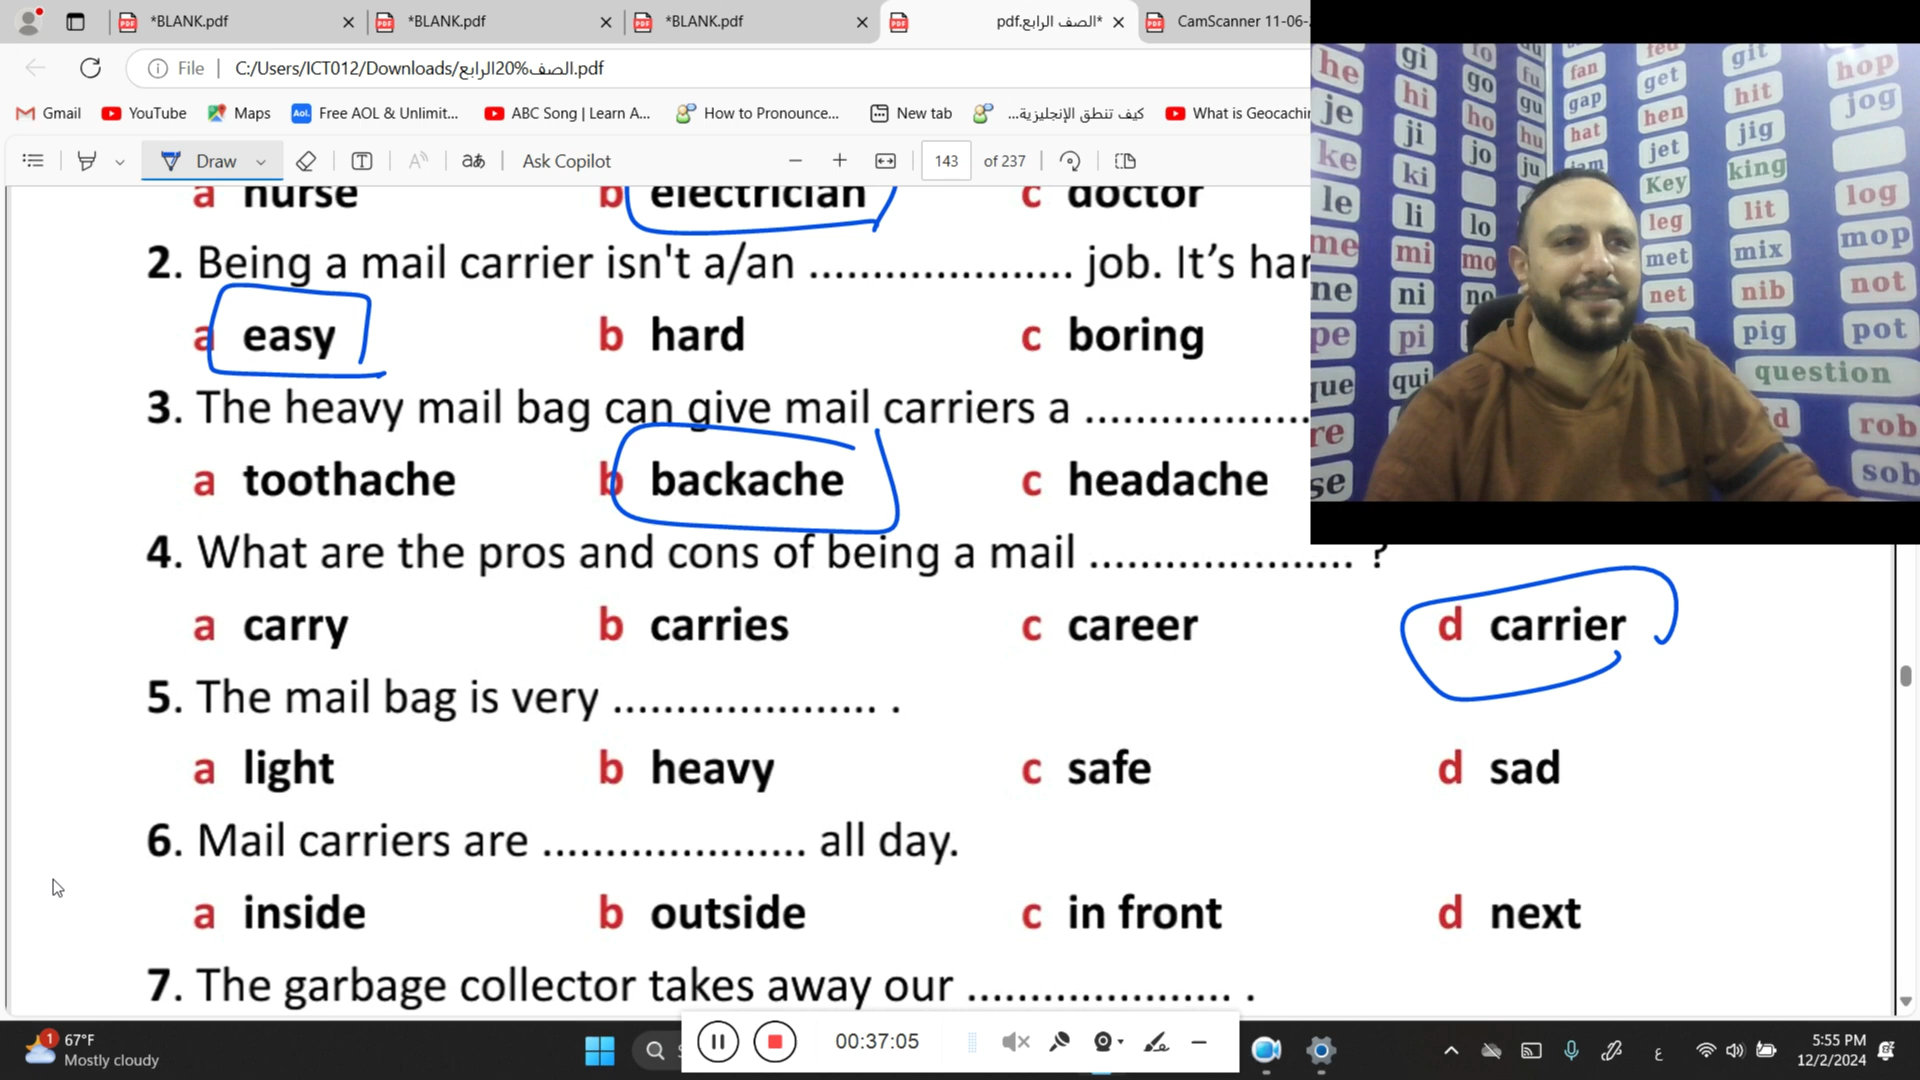 *BLANK.pdf
*BLANK.pdf
*BLANK.pdf
*الصف الرابع.pdf
CamScanner 11-06-
File
C:/Users/ICT012/Downloads/الصف%20الرابع.pdf
Gmail
YouTube
Maps
Aol.
Free AOL & Unlimit...
ABC Song | Learn A...
How to Pronounce...
New tab
كيف تنطق الإنجليزية...
What is Geocachin
Draw
Ask Copilot
143 of 237
a nurse b electrician c doctor
2. Being a mail carrier isn't a/an ..................... job. It's har
a easy b hard c boring
3. The heavy mail bag can give mail carriers a ..................
a toothache b backache c headache
4. What are the pros and cons of being a mail ..................... ?
a carry b carries c career d carrier
5. The mail bag is very ..................... .
a light b heavy c safe d sad
6. Mail carriers are ..................... all day.
a inside b outside c in front d next
7. The garbage collector takes away our ..................... .
he gi go fu fan get git hop
je hi ho gu gap hen hit jog
ke ji jo hu hat jet jig
le ki ju jam Key king log
me li lo leg lit mop
ne mi mo met mix not
pe ni no net nib pot
que pi pig
re qui question
se rob
sob
67°F
Mostly cloudy
00:37:05
ع
5:55 PM
12/2/2024